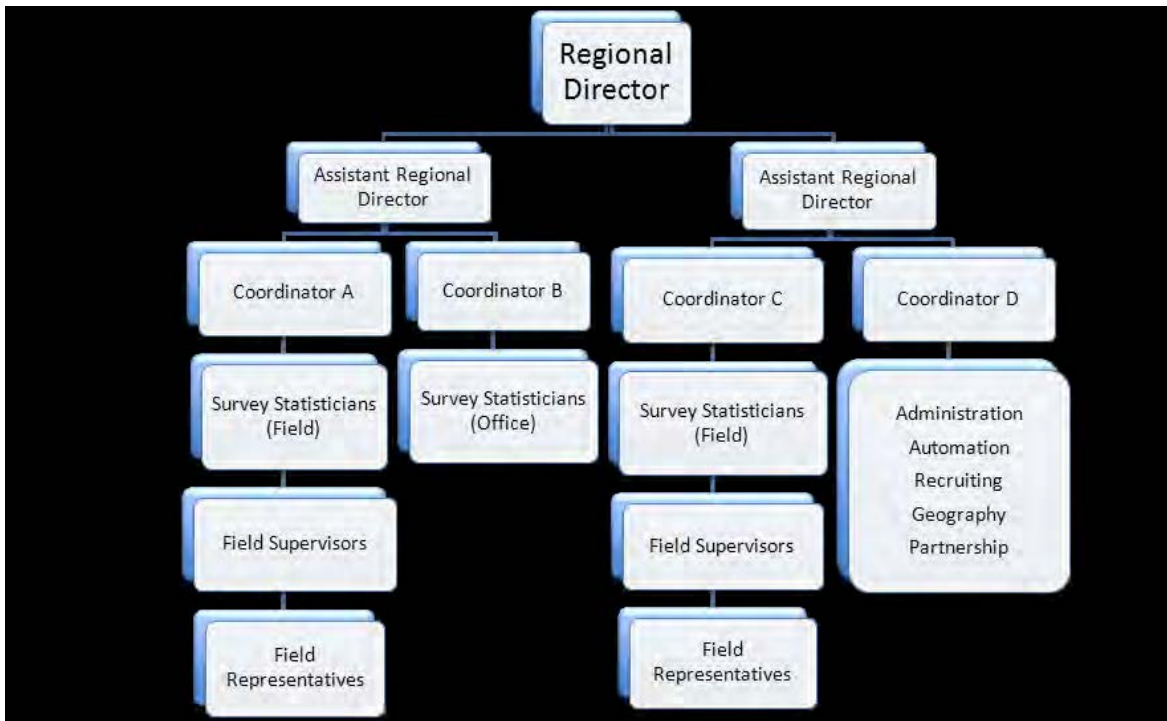 Regional
Director
Assistant Regional
Director
Assistant Regional
Director
Coordinator A
Coordinator B
Coordinator C
Coordinator D
Survey Statisticians
(Field)
Survey Statisticians
(Office)
Survey Statisticians
(Field)
Administration
Automation
Recruiting
Geography
Partnership
Field Supervisors
Field Supervisors
Field
Representatives
Field
Representatives